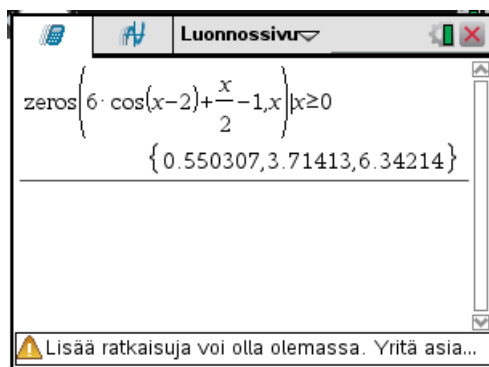 Luonnossivu
zeros(6·cos(x−2)+x/2−1,x)|x≥0
{0.550307,3.71413,6.34214}
Lisää ratkaisuja voi olla olemassa. Yritä asia...